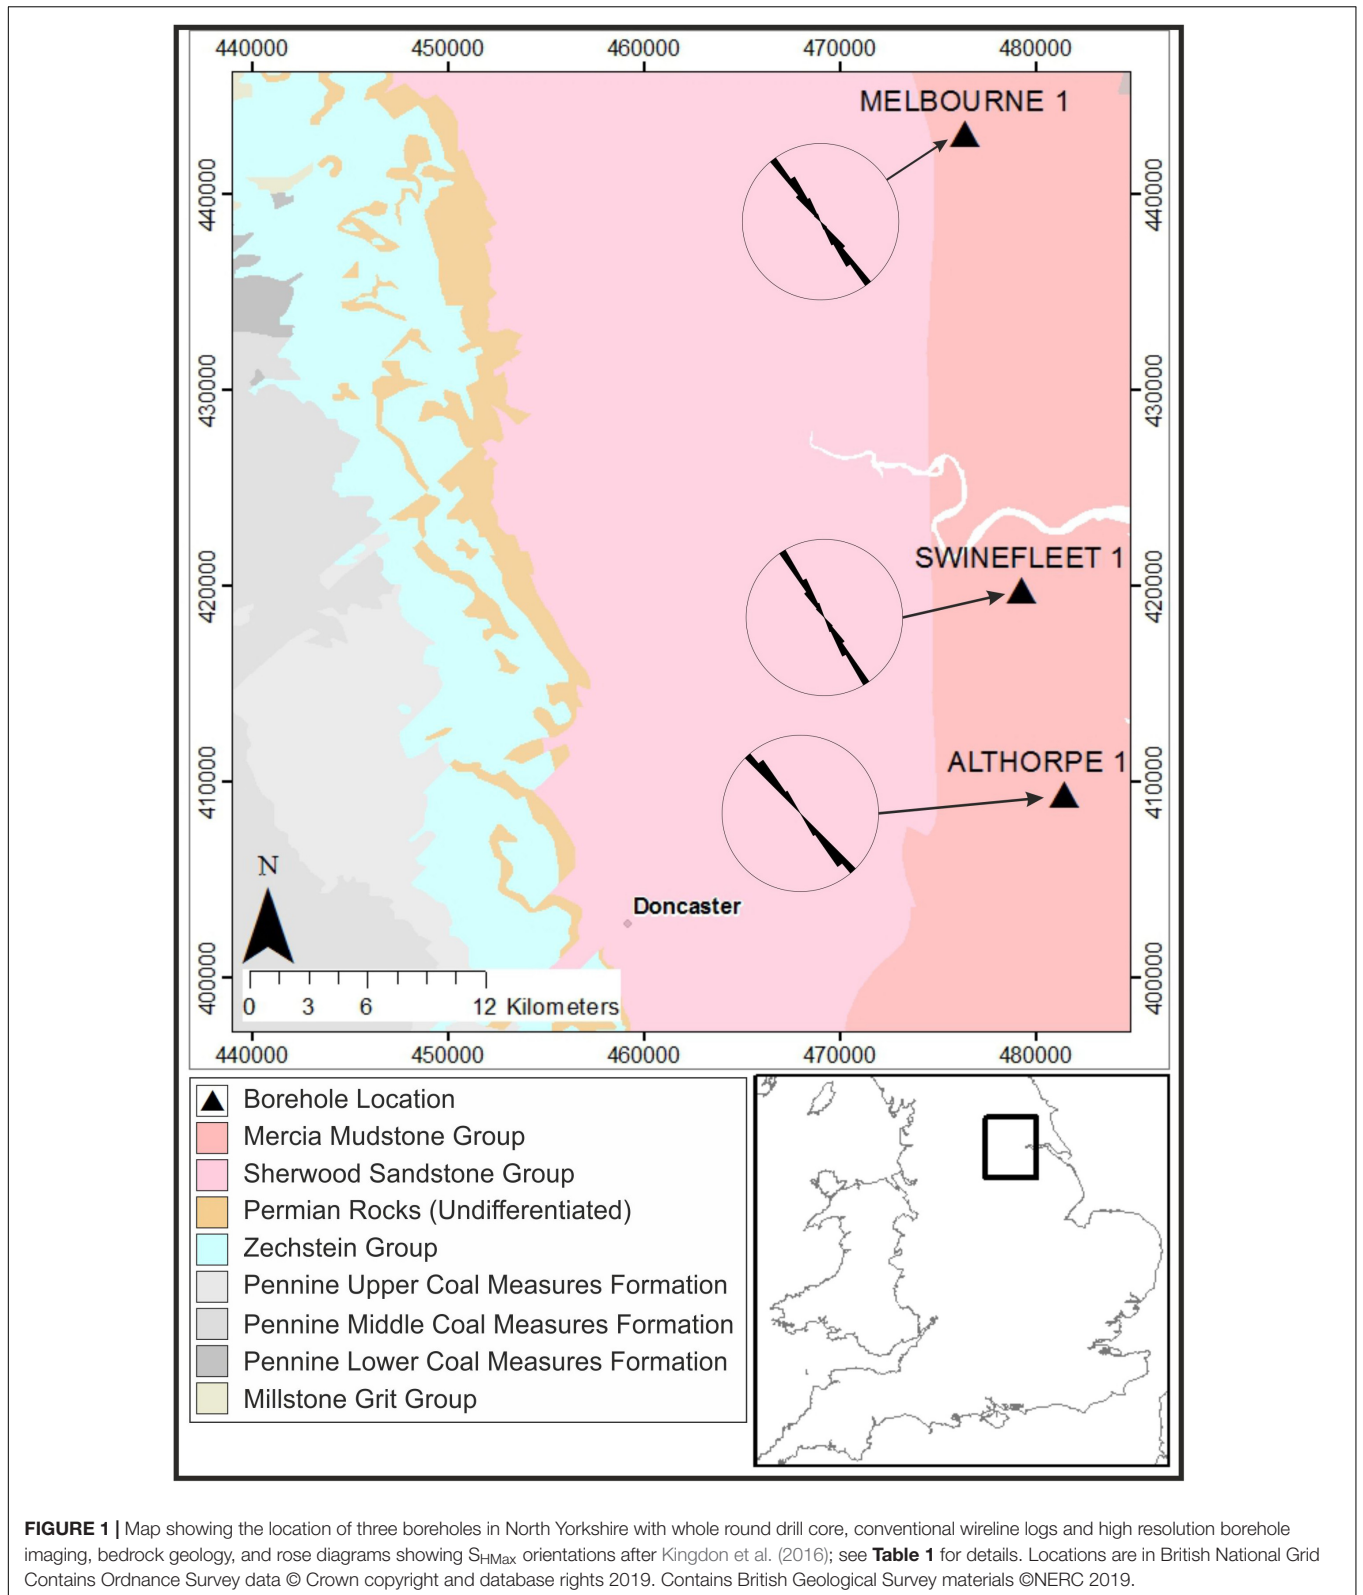 440000 450000 460000 470000 480000
MELBOURNE 1
440000 440000
430000 430000
SWINEFLEET 1
420000 420000
ALTHORPE 1
410000 410000
N
Doncaster
400000 400000
0 3 6 12 Kilometers
440000 450000 460000 470000 480000
Borehole Location
Mercia Mudstone Group
Sherwood Sandstone Group
Permian Rocks (Undifferentiated)
Zechstein Group
Pennine Upper Coal Measures Formation
Pennine Middle Coal Measures Formation
Pennine Lower Coal Measures Formation
Millstone Grit Group
FIGURE 1 | Map showing the location of three boreholes in North Yorkshire with whole round drill core, conventional wireline logs and high resolution borehole
imaging, bedrock geology, and rose diagrams showing SHMax orientations after Kingdon et al. (2016); see Table 1 for details. Locations are in British National Grid
Contains Ordnance Survey data © Crown copyright and database rights 2019. Contains British Geological Survey materials ©NERC 2019.